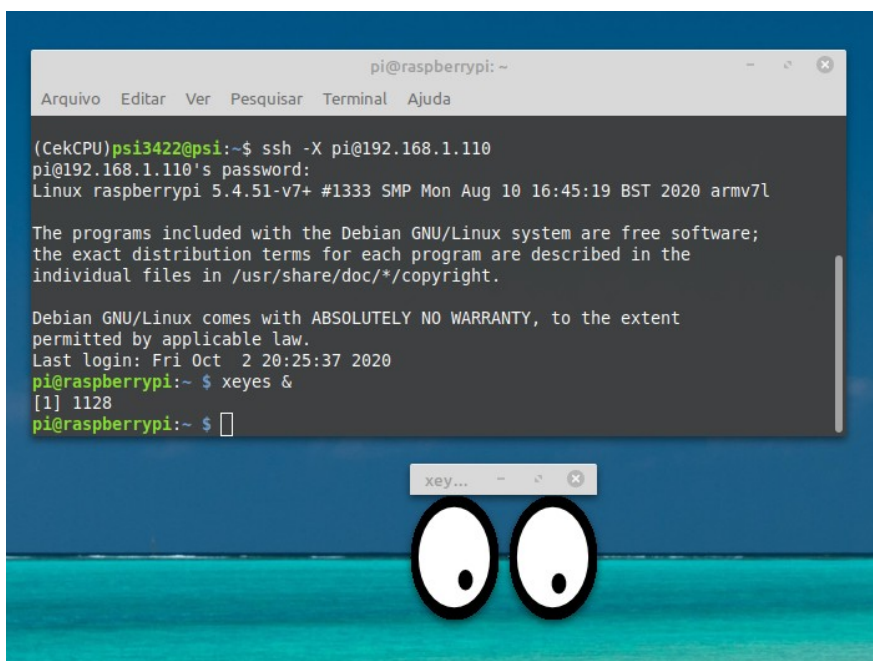 pi@raspberrypi: ~
Arquivo Editar Ver Pesquisar Terminal Ajuda
(CekCPU)psi3422@psi:~$ ssh -X pi@192.168.1.110
pi@192.168.1.110's password:
Linux raspberrypi 5.4.51-v7+ #1333 SMP Mon Aug 10 16:45:19 BST 2020 armv7l
The programs included with the Debian GNU/Linux system are free software;
the exact distribution terms for each program are described in the
individual files in /usr/share/doc/*/copyright.
Debian GNU/Linux comes with ABSOLUTELY NO WARRANTY, to the extent
permitted by applicable law.
Last login: Fri Oct  2 20:25:37 2020
pi@raspberrypi:~ $ xeyes &
[1] 1128
pi@raspberrypi:~ $
xey...